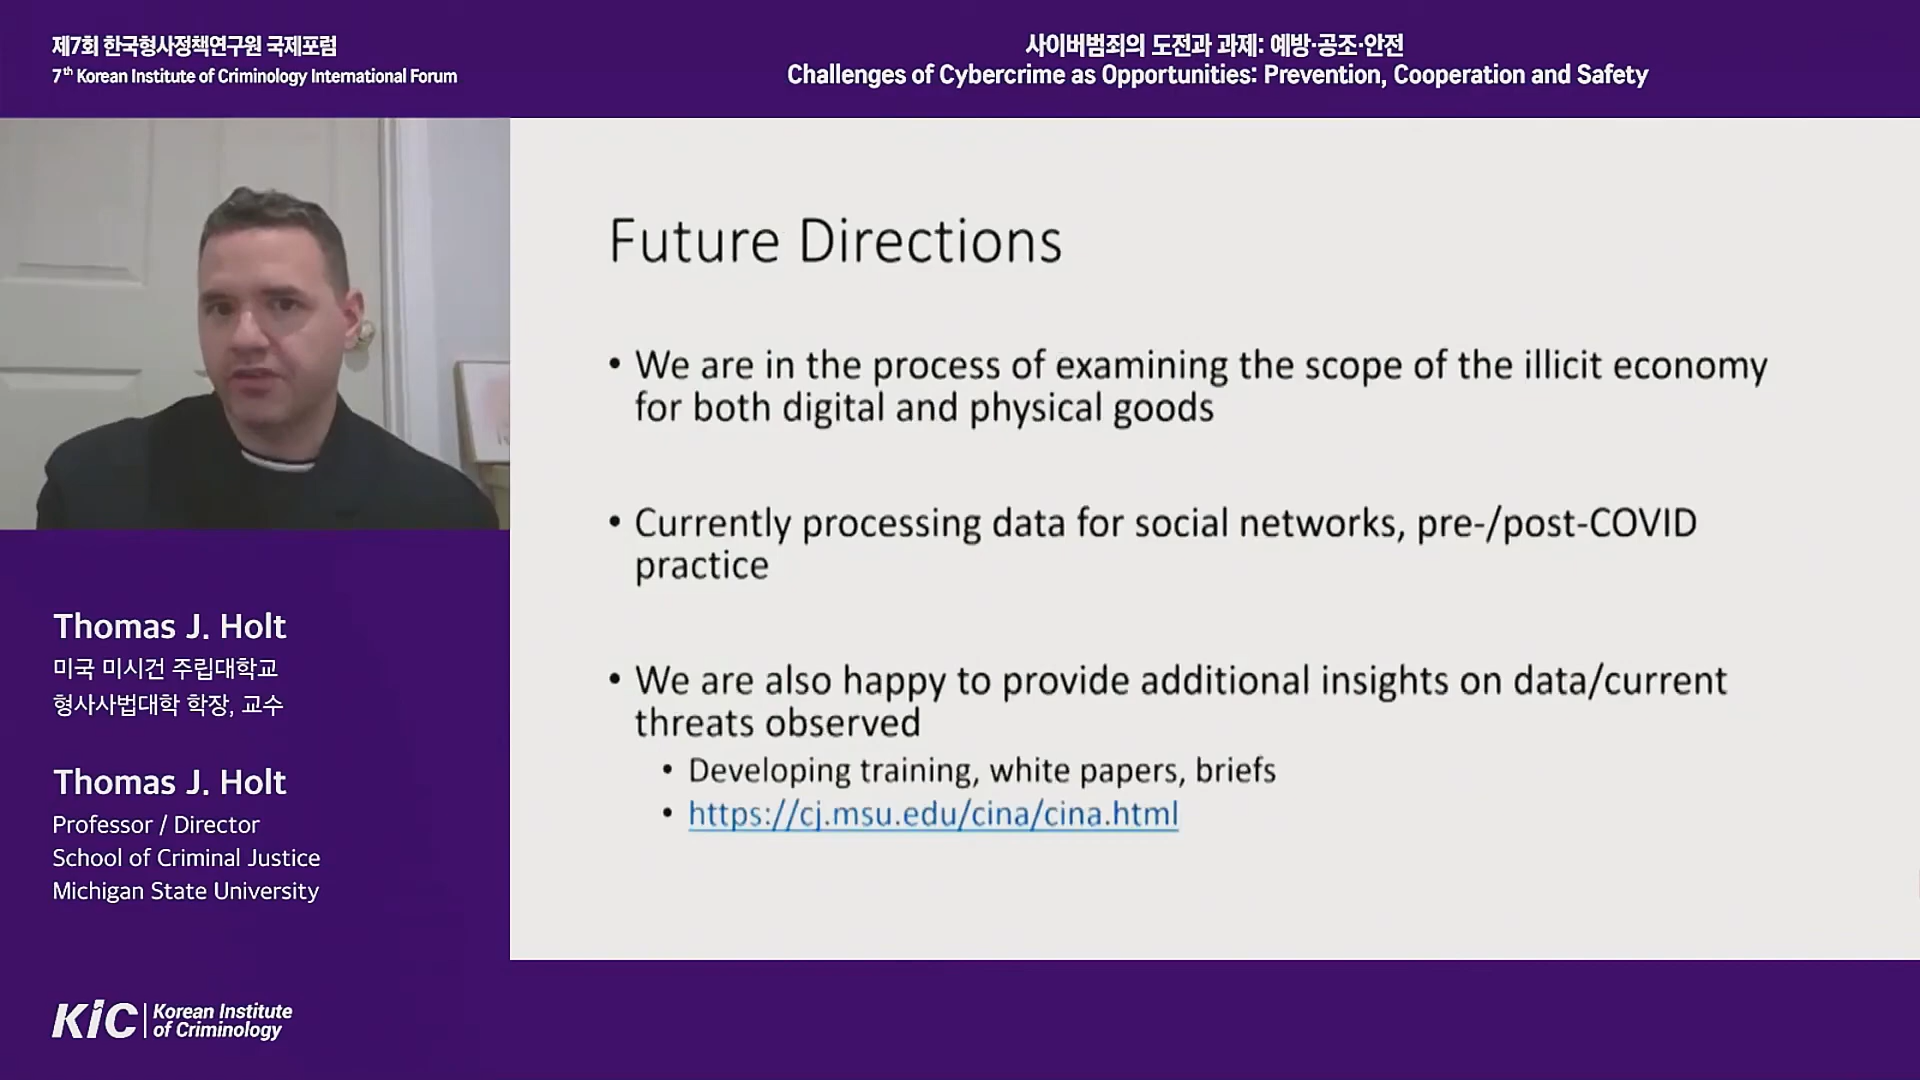 제7회 한국형사정책연구원 국제포럼
7th Korean Institute of Criminology International Forum
사이버범죄의 도전과 과제: 예방·공조·안전
Challenges of Cybercrime as Opportunities: Prevention, Cooperation and Safety
Future Directions
• We are in the process of examining the scope of the illicit economy
for both digital and physical goods
• Currently processing data for social networks, pre-/post-COVID
practice
• We are also happy to provide additional insights on data/current
threats observed
• Developing training, white papers, briefs
• https://cj.msu.edu/cina/cina.html
Thomas J. Holt
미국 미시건 주립대학교
형사사법대학 학장, 교수
Thomas J. Holt
Professor / Director
School of Criminal Justice
Michigan State University
KiC
Korean Institute
of Criminology